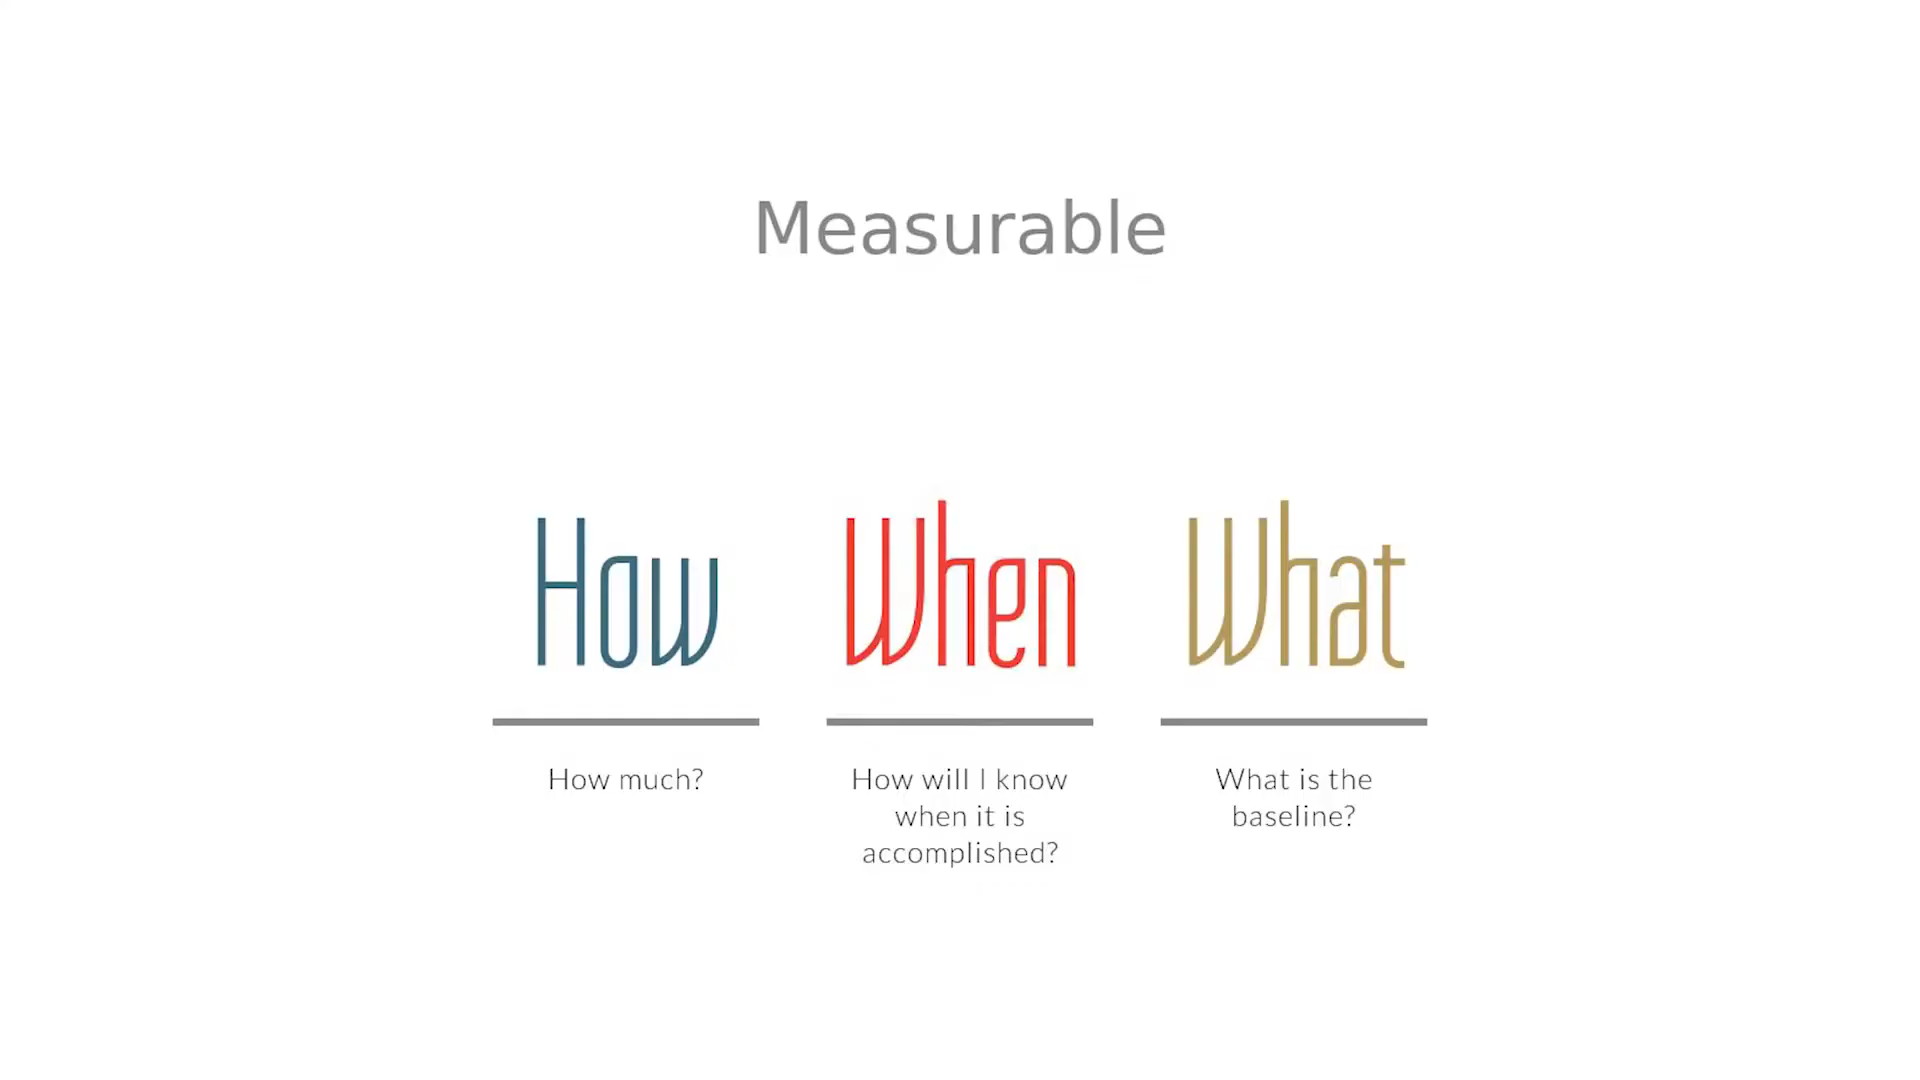 Measurable
How
When
What
How much?
How will I know
when it is
accomplished?
What is the
baseline?